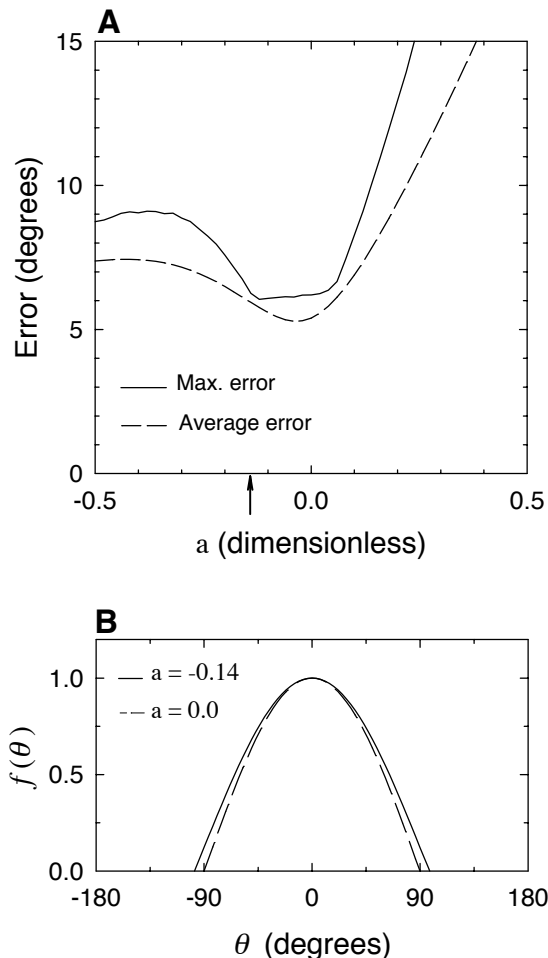 A
15
10
5
0
Error (degrees)
Max. error
Average error
-0.5
0.0
0.5
a (dimensionless)
B
a = -0.14
a = 0.0
1.0
0.5
0.0
f(θ)
-180
-90
0
90
180
θ (degrees)